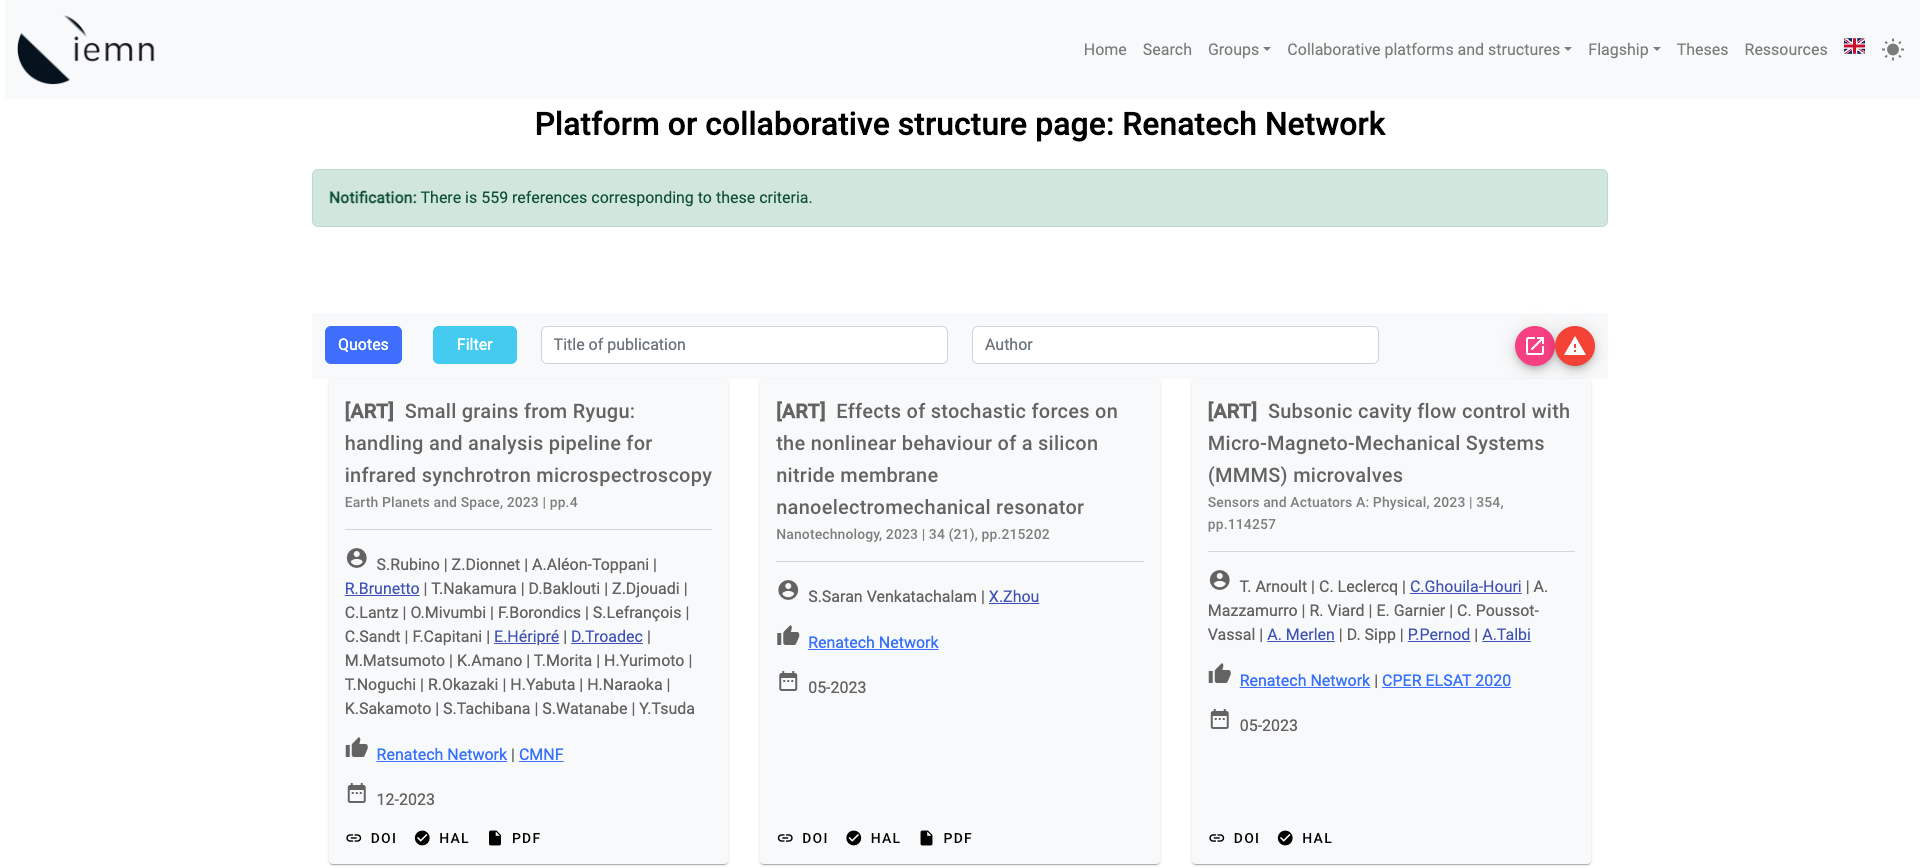 iemn
Home Search Groups Collaborative platforms and structures Flagship Theses Ressources
Platform or collaborative structure page: Renatech Network
Notification: There is 559 references corresponding to these criteria.
Quotes Filter Title of publication Author
[ART] Small grains from Ryugu:
handling and analysis pipeline for
infrared synchrotron microspectroscopy
Earth Planets and Space, 2023 | pp.4
S.Rubino | Z.Dionnet | A.Aléon-Toppani |
R.Brunetto | T.Nakamura | D.Baklouti | Z.Djouadi |
C.Lantz | O.Mivumbi | F.Borondics | S.Lefrançois |
C.Sandt | F.Capitani | E.Héripré | D.Troadec |
M.Matsumoto | K.Amano | T.Morita | H.Yurimoto |
T.Noguchi | R.Okazaki | H.Yabuta | H.Naraoka |
K.Sakamoto | S.Tachibana | S.Watanabe | Y.Tsuda
Renatech Network | CMNF
12-2023
DOI HAL PDF
[ART] Effects of stochastic forces on
the nonlinear behaviour of a silicon
nitride membrane
nanoelectromechanical resonator
Nanotechnology, 2023 | 34 (21), pp.215202
S.Saran Venkatachalam | X.Zhou
Renatech Network
05-2023
DOI HAL PDF
[ART] Subsonic cavity flow control with
Micro-Magneto-Mechanical Systems
(MMMS) microvalves
Sensors and Actuators A: Physical, 2023 | 354,
pp.114257
T. Arnoult | C. Leclercq | C.Ghouila-Houri | A.
Mazzamurro | R. Viard | E. Garnier | C. Poussot-
Vassal | A. Merlen | D. Sipp | P.Pernod | A.Talbi
Renatech Network | CPER ELSAT 2020
05-2023
DOI HAL